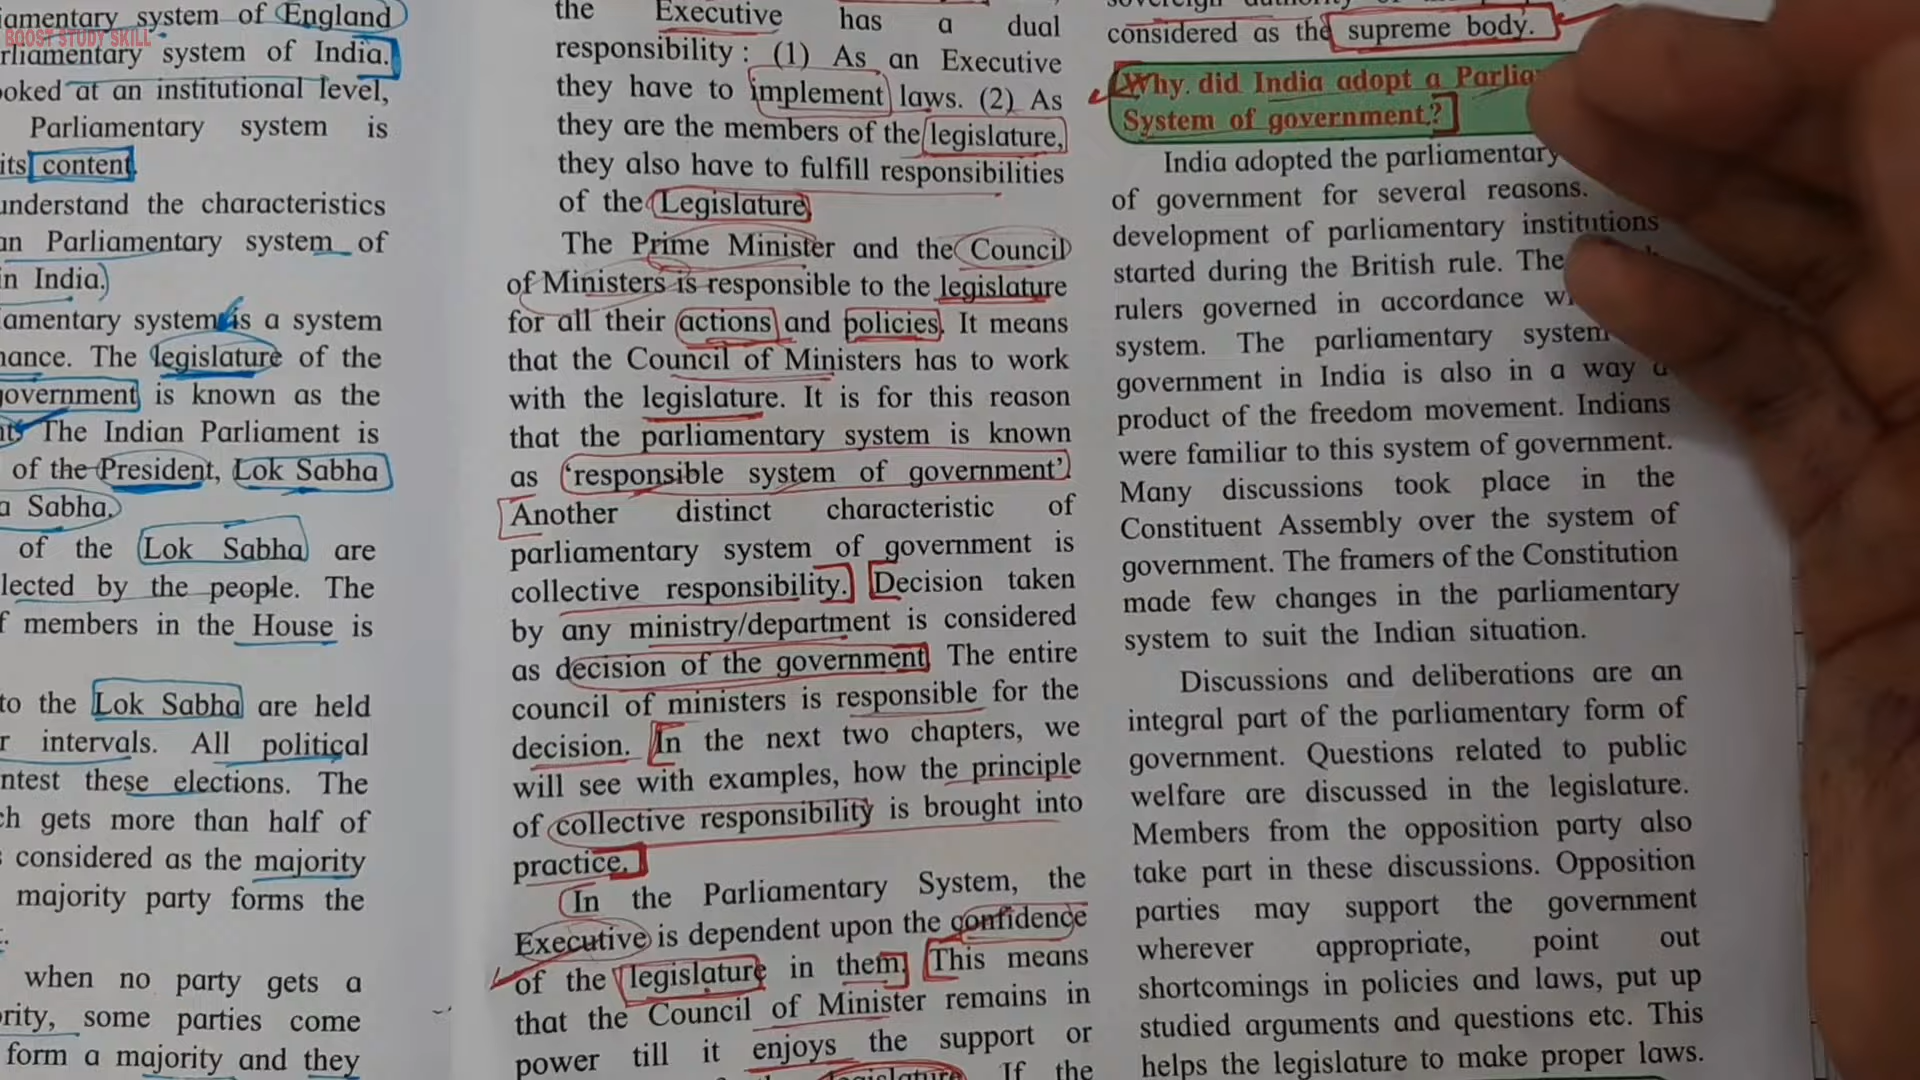 BOOST STUDY SKILL
iamentary system of England
rliamentary system of India.
ooked at an institutional level,
Parliamentary system is
its content
understand the characteristics
an Parliamentary system of
in India.
iamentary system is a system
nance. The legislature of the
government is known as the
The Indian Parliament is
of the President, Lok Sabha
a Sabha.
of the Lok Sabha are
lected by the people. The
f members in the House is
to the Lok Sabha are held
r intervals. All political
ntest these elections. The
ch gets more than half of
considered as the majority
majority party forms the
when no party gets a
ority, some parties come
form a majority and they
the Executive has a dual
responsibility : (1) As an Executive
they have to implement laws. (2) As
they are the members of the legislature,
they also have to fulfill responsibilities
of the Legislature
The Prime Minister and the Council
of Ministers is responsible to the legislature
for all their actions and policies. It means
that the Council of Ministers has to work
with the legislature. It is for this reason
that the parliamentary system is known
as ‘responsible system of government’.
Another distinct characteristic of
parliamentary system of government is
collective responsibility. Decision taken
by any ministry/department is considered
as decision of the government The entire
council of ministers is responsible for the
decision. In the next two chapters, we
will see with examples, how the principle
of collective responsibility is brought into
practice.
In the Parliamentary System, the
Executive is dependent upon the confidence
of the legislature in them. This means
that the Council of Minister remains in
power till it enjoys the support or
legislature If the
considered as the supreme body.
Why did India adopt a Parlia
System of government?
India adopted the parliamentary
of government for several reasons.
development of parliamentary institutions
started during the British rule. The
rulers governed in accordance
system. The parliamentary system
government in India is also in a way a
product of the freedom movement. Indians
were familiar to this system of government.
Many discussions took place in the
Constituent Assembly over the system of
government. The framers of the Constitution
made few changes in the parliamentary
system to suit the Indian situation.
Discussions and deliberations are an
integral part of the parliamentary form of
government. Questions related to public
welfare are discussed in the legislature.
Members from the opposition party also
take part in these discussions. Opposition
parties may support the government
wherever appropriate, point out
shortcomings in policies and laws, put up
studied arguments and questions etc. This
helps the legislature to make proper laws.